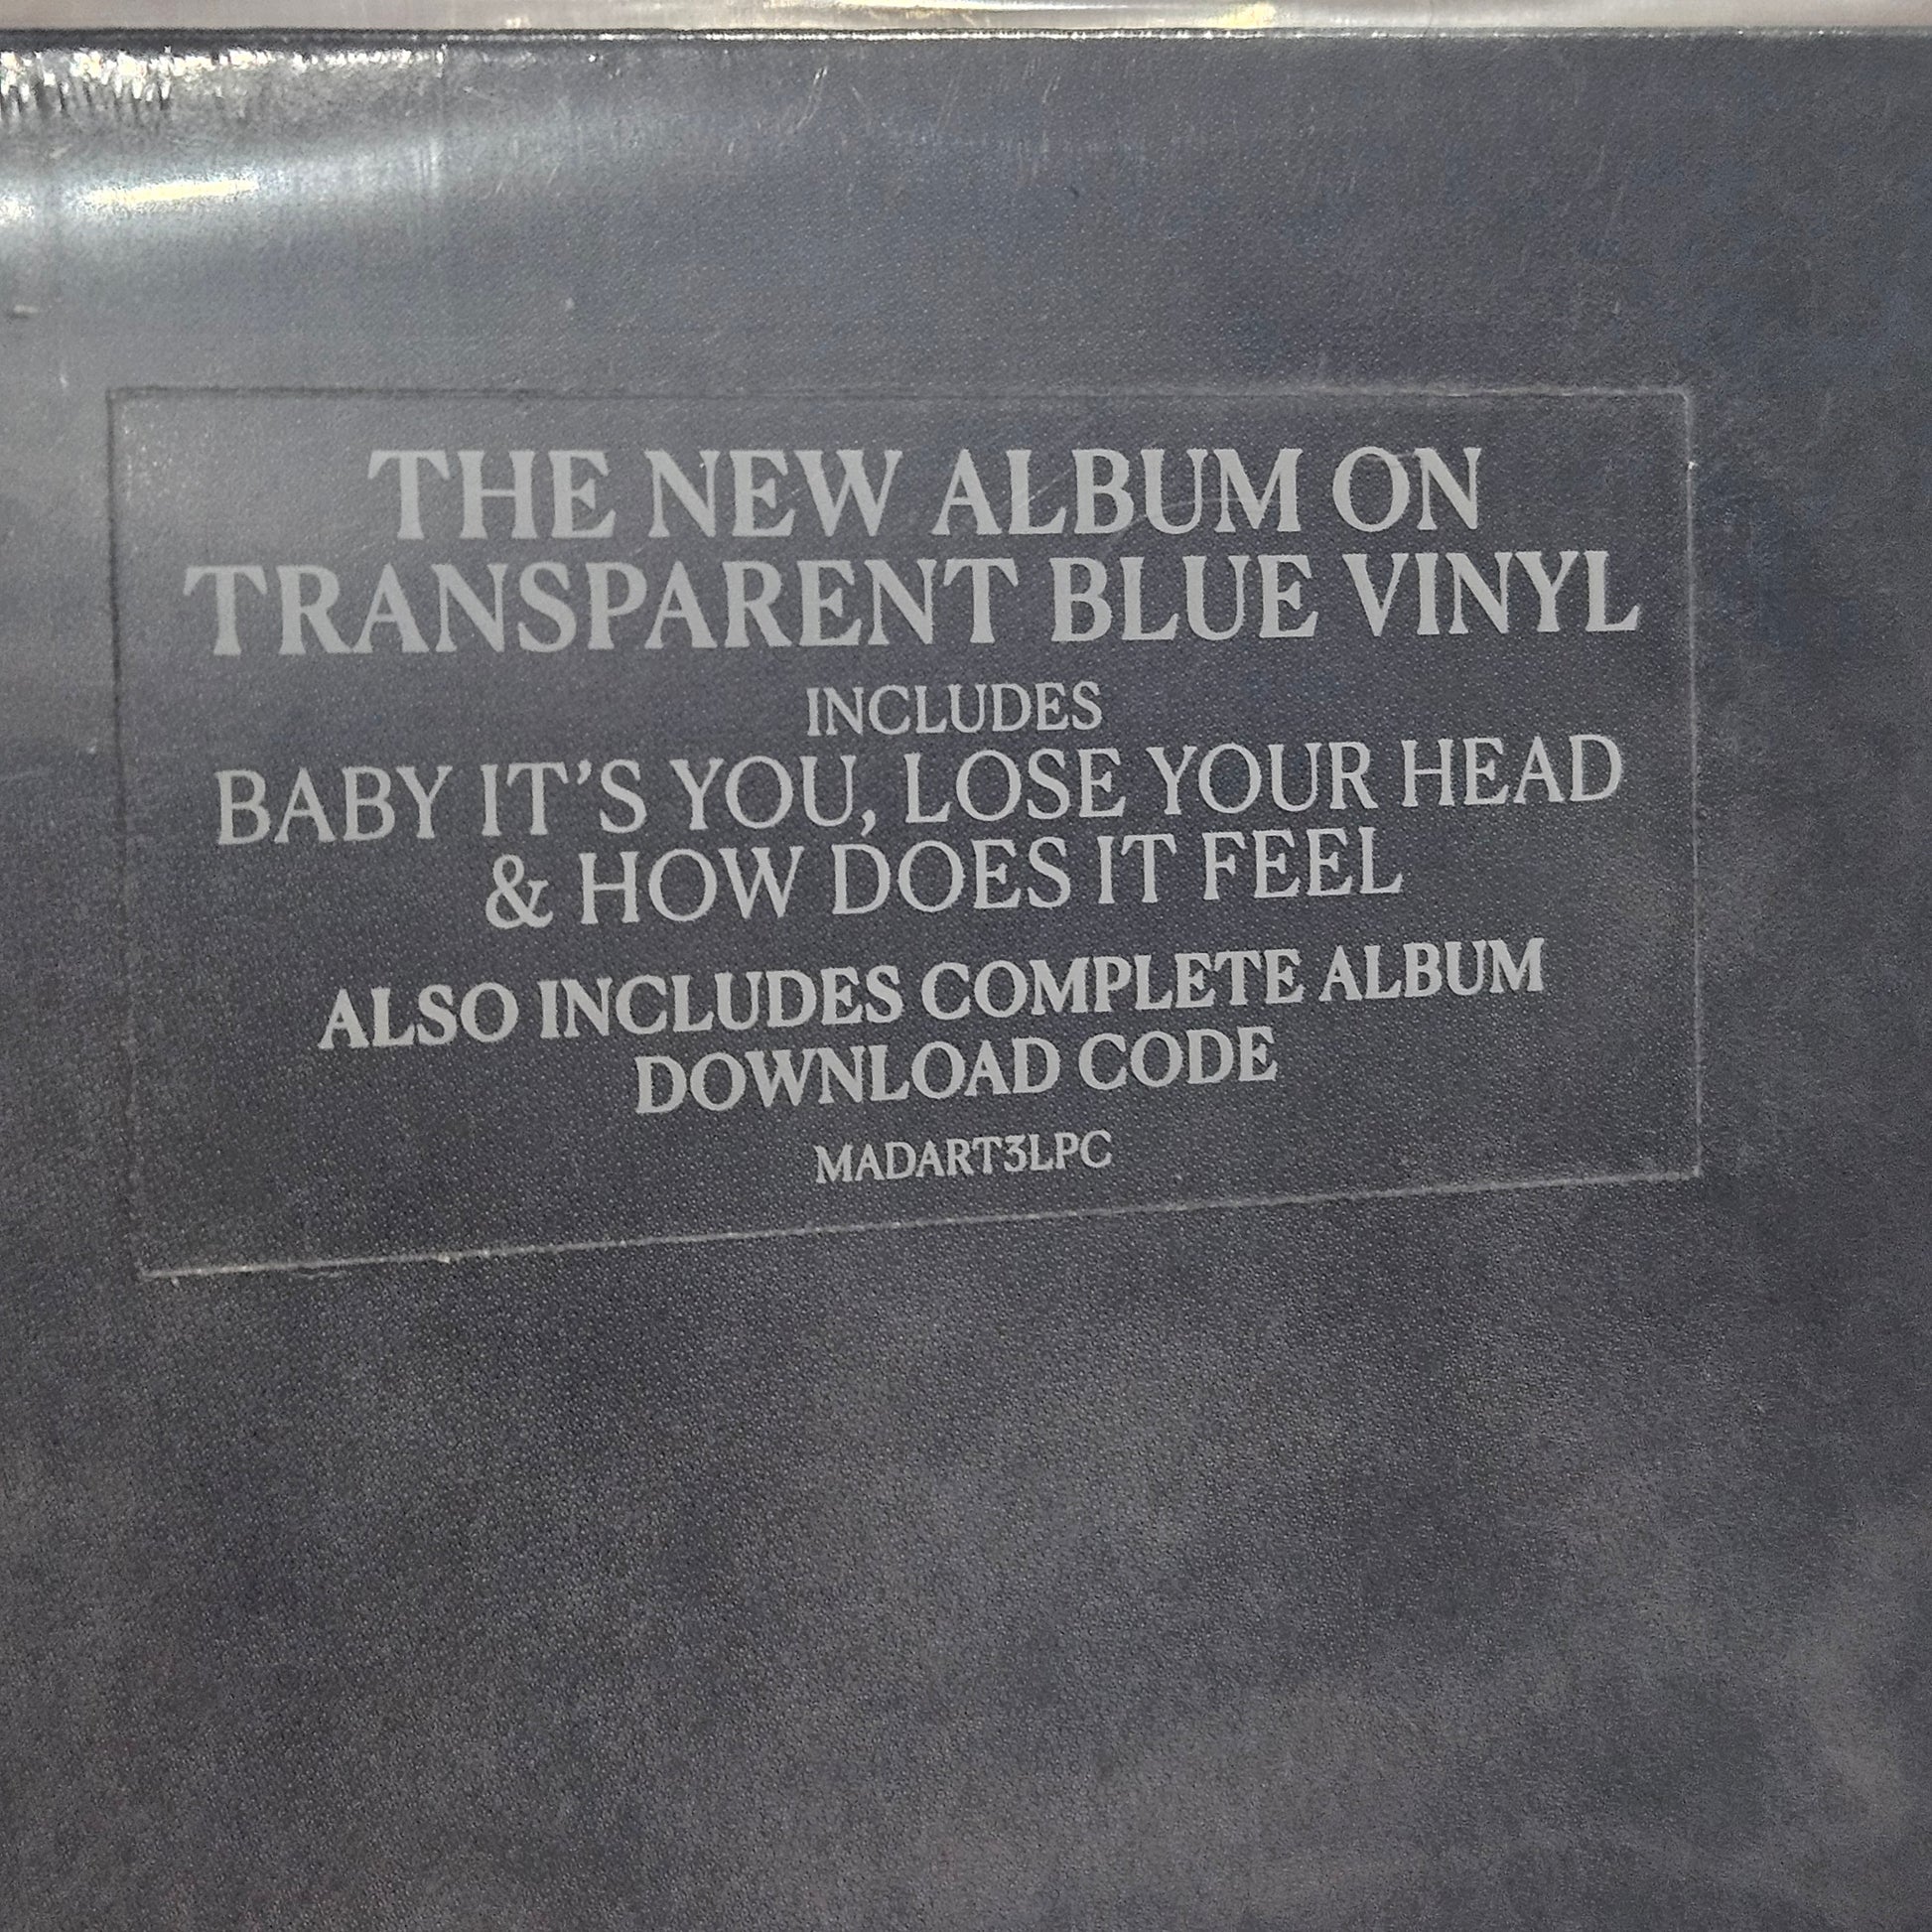 THE NEW ALBUM ON
TRANSPARENT BLUE VINYL
INCLUDES
BABY IT'S YOU, LOSE YOUR HEAD
& HOW DOES IT FEEL
ALSO INCLUDES COMPLETE ALBUM
DOWNLOAD CODE
MADART3LPC